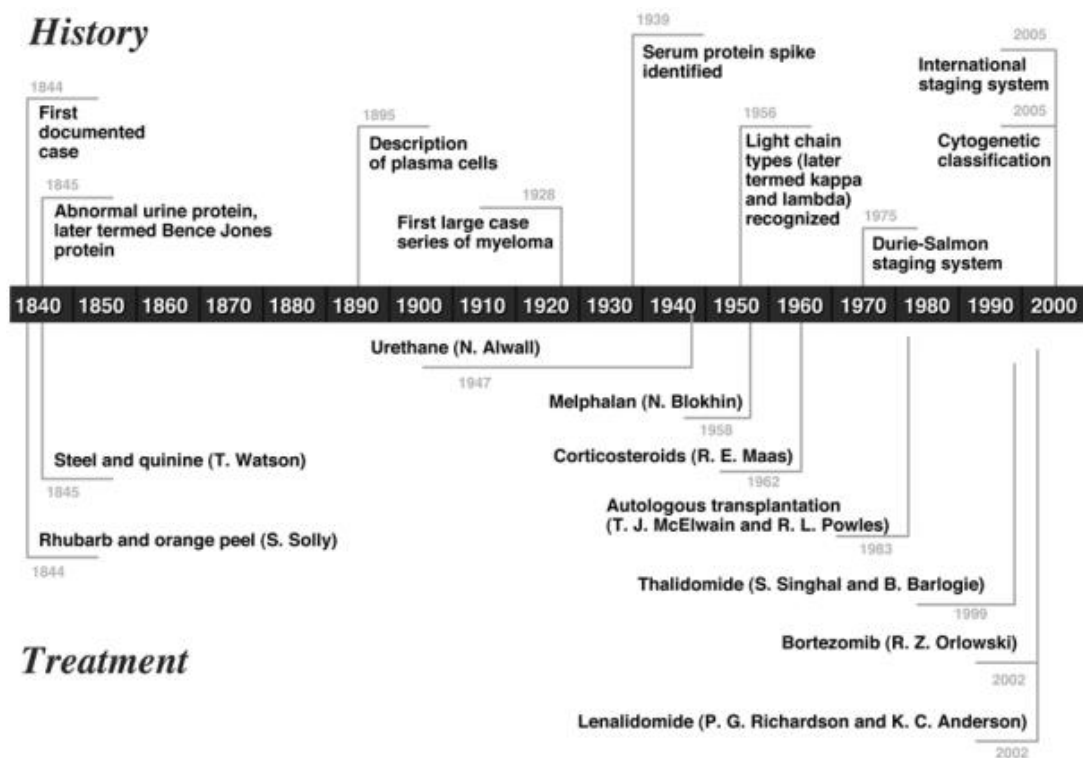 History
1844
First
documented
case
1845
Abnormal urine protein,
later termed Bence Jones
protein
1895
Description
of plasma cells
1928
First large case
series of myeloma
1939
Serum protein spike
identified
1956
Light chain
types (later
termed kappa
and lambda)
recognized
1975
Durie-Salmon
staging system
2005
International
staging system
2005
Cytogenetic
classification
1840 1850 1860 1870 1880 1890 1900 1910 1920 1930 1940 1950 1960 1970 1980 1990 2000
Urethane (N. Alwall)
1947
Melphalan (N. Blokhin)
1958
Corticosteroids (R. E. Maas)
1962
Steel and quinine (T. Watson)
1845
Autologous transplantation
(T. J. McElwain and R. L. Powles)
1983
Rhubarb and orange peel (S. Solly)
1844
Thalidomide (S. Singhal and B. Barlogie)
1999
Treatment
Bortezomib (R. Z. Orlowski)
2002
Lenalidomide (P. G. Richardson and K. C. Anderson)
2002